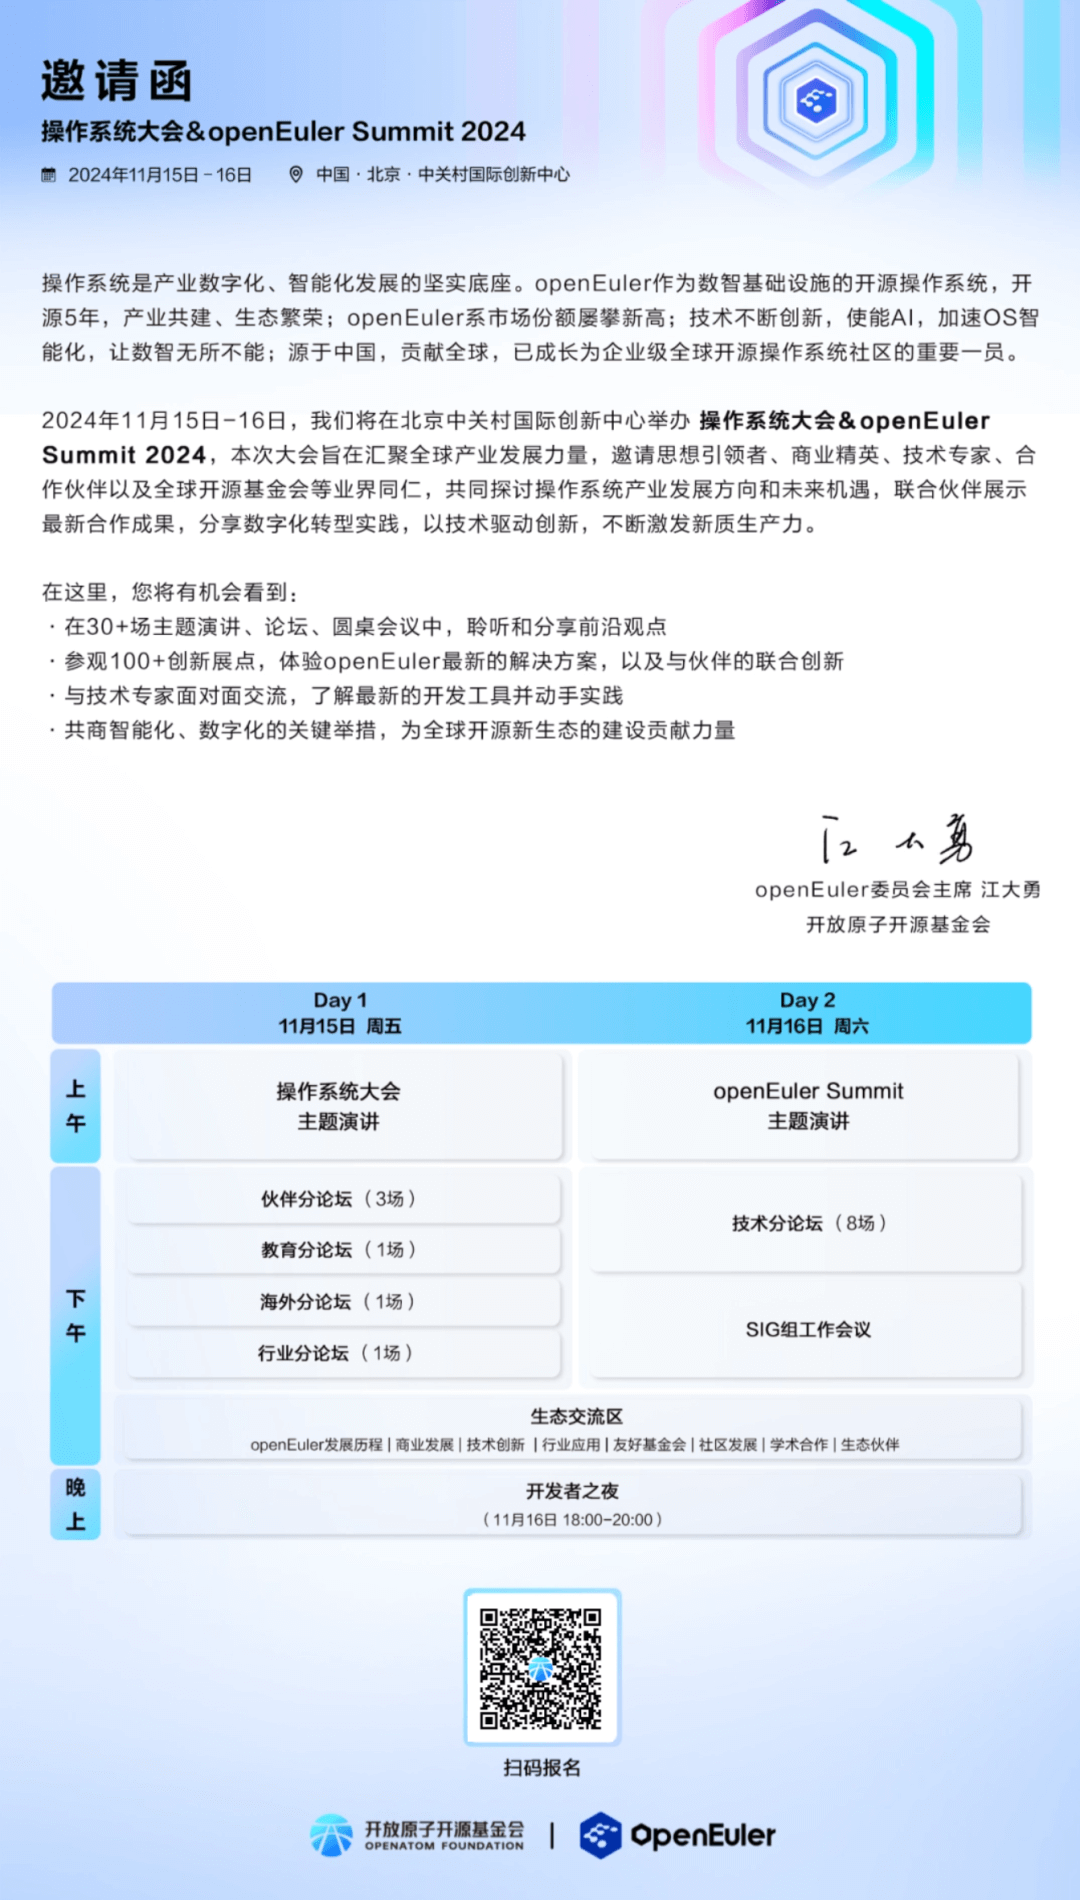 邀请函
操作系统大会&openEuler Summit 2024
2024年11月15日-16日 中国·北京·中关村国际创新中心
操作系统是产业数字化、智能化发展的坚实底座。openEuler作为数智基础设施的开源操作系统，开
源5年，产业共建、生态繁荣；openEuler系市场份额屡攀新高；技术不断创新，使能AI，加速OS智
能化，让数智无所不能；源于中国，贡献全球，已成长为企业级全球开源操作系统社区的重要一员。
2024年11月15日-16日，我们将在北京中关村国际创新中心举办 操作系统大会&openEuler
Summit 2024，本次大会旨在汇聚全球产业发展力量，邀请思想引领者、商业精英、技术专家、合
作伙伴以及全球开源基金会等业界同仁，共同探讨操作系统产业发展方向和未来机遇，联合伙伴展示
最新合作成果，分享数字化转型实践，以技术驱动创新，不断激发新质生产力。
在这里，您将有机会看到：
·在30+场主题演讲、论坛、圆桌会议中，聆听和分享前沿观点
·参观100+创新展点，体验openEuler最新的解决方案，以及与伙伴的联合创新
·与技术专家面对面交流，了解最新的开发工具并动手实践
·共商智能化、数字化的关键举措，为全球开源新生态的建设贡献力量
江大勇
openEuler委员会主席 江大勇
开放原子开源基金会
Day 1 Day 2
11月15日 周五 11月16日 周六
上午
操作系统大会
主题演讲
openEuler Summit
主题演讲
下午
伙伴分论坛（3场）
教育分论坛（1场）
海外分论坛（1场）
行业分论坛（1场）
技术分论坛（8场）
SIG组工作会议
生态交流区
openEuler发展历程 | 商业发展 | 技术创新 | 行业应用 | 友好基金会 | 社区发展 | 学术合作 | 生态伙伴
晚上
开发者之夜
（11月16日 18:00-20:00）
扫码报名
开放原子开源基金会
OPENATOM FOUNDATION
OpenEuler